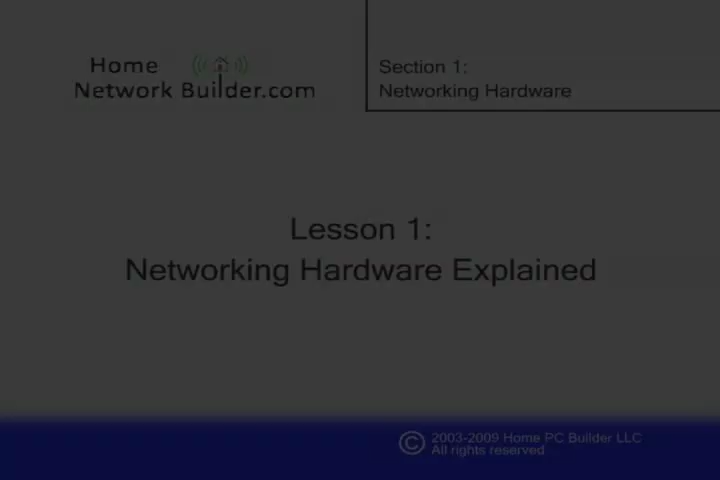 Home
Network Builder.com
Section 1:
Networking Hardware
Lesson 1:
Networking Hardware Explained
© 2003-2009 Home PC Builder LLC
All rights reserved